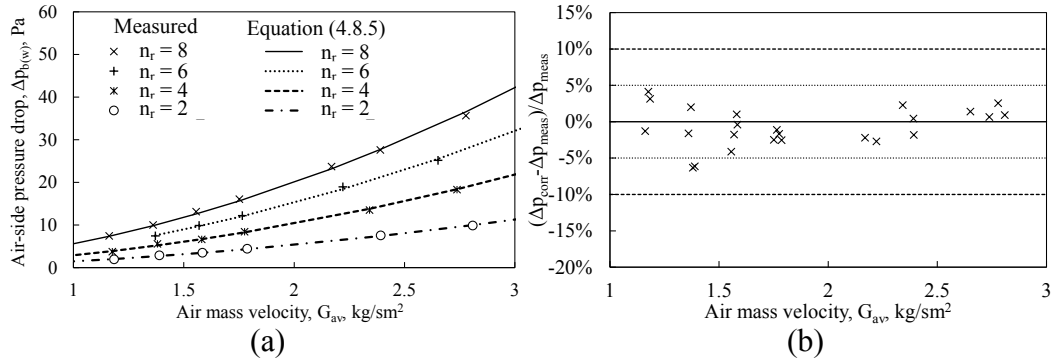 Air-side pressure drop, Δp_b(w), Pa
60
50
40
30
20
10
0
Measured Equation (4.8.5)
n_r = 8 n_r = 8
n_r = 6 n_r = 6
n_r = 4 n_r = 4
n_r = 2 n_r = 2
1 1.5 2 2.5 3
Air mass velocity, G_av, kg/sm²
(a)
(Δp_corr-Δp_meas)/Δp_meas
20%
15%
10%
5%
0%
-5%
-10%
-15%
-20%
1 1.5 2 2.5 3
Air mass velocity, G_av, kg/sm²
(b)